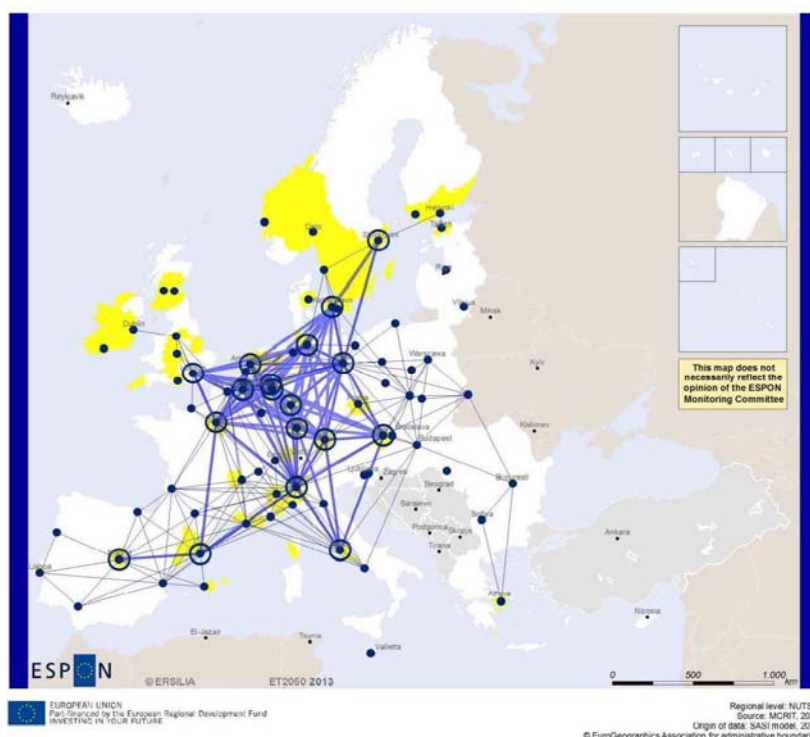 Reykjavik
Helsinki
Oslo
Tallinn
Riga
Dublin
Vilnius
Minsk
This map does not
necessarily reflect the
opinion of the ESPON
Monitoring Committee
Warszawa
Kyiv
Bratislava
Kishinev
Budapest
Ljubljana
Zagreb
Beograd
Bucuresti
Sarajevo
Sofiya
Podgorica
Skopje
Ankara
Tirana
Lisboa
Athina
Nicosia
El-Jazair
Tounis
Valletta
ESPON
© ERSILIA
ET2050 2013
0 500 1.000
km
EUROPEAN UNION
Part-financed by the European Regional Development Fund
INVESTING IN YOUR FUTURE
Regional level: NUTS
Source: MCRIT, 20
Origin of data: SASI model, 20
© EuroGeographics Association for administrative boundar